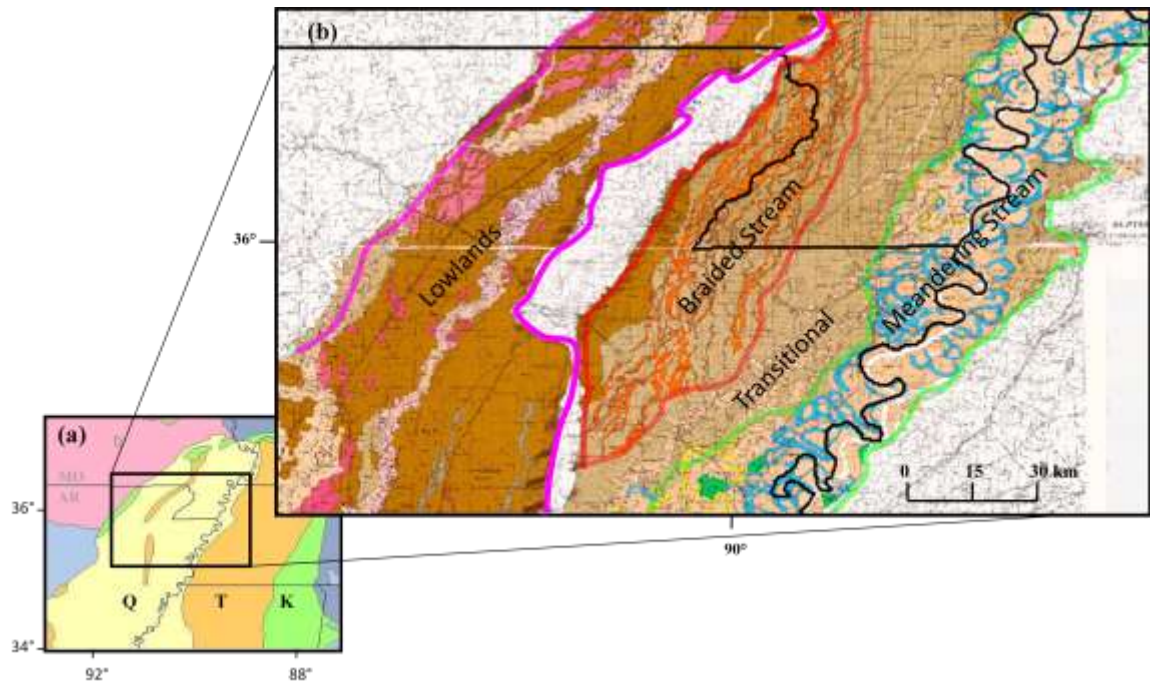 (b)
Lowlands
Braided Stream
Transitional
Meandering Stream
36°
0 15 30 km
90°
(a)
MO
AR
36°
Q
T
K
34°
92°
88°